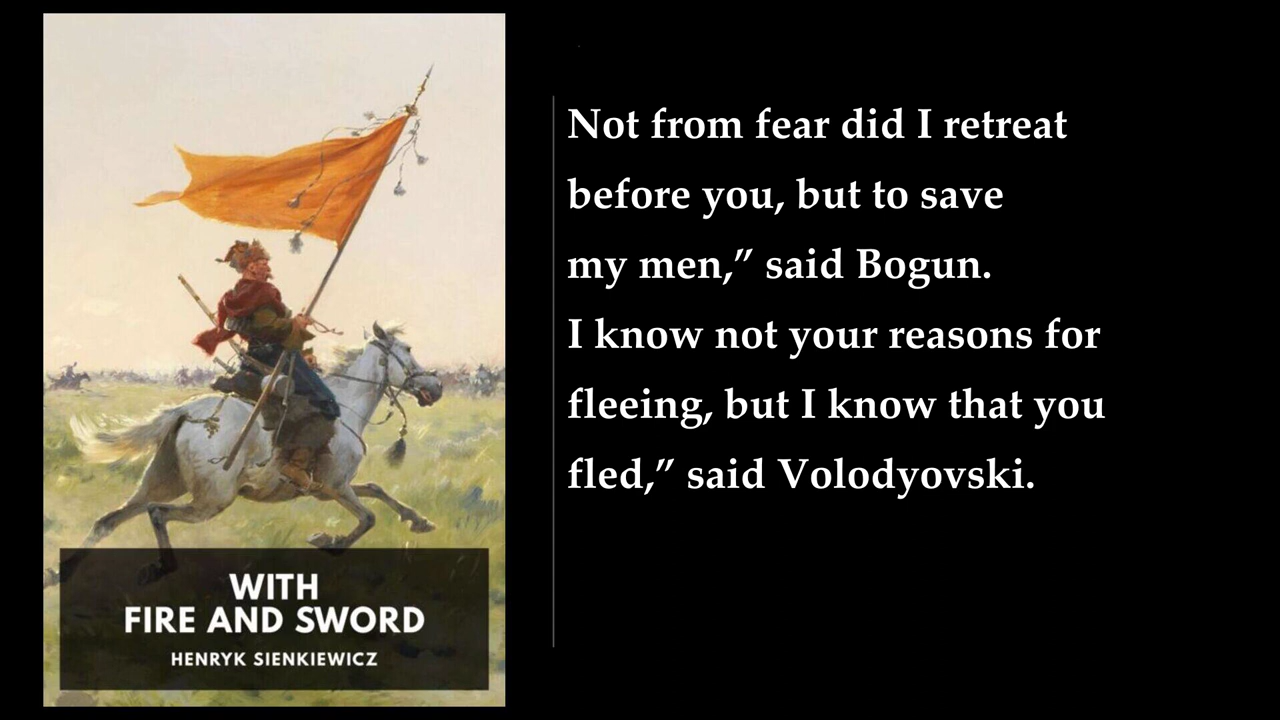 WITH
FIRE AND SWORD
HENRYK SIENKIEWICZ
Not from fear did I retreat
before you, but to save
my men,” said Bogun.
I know not your reasons for
fleeing, but I know that you
fled,” said Volodyovski.